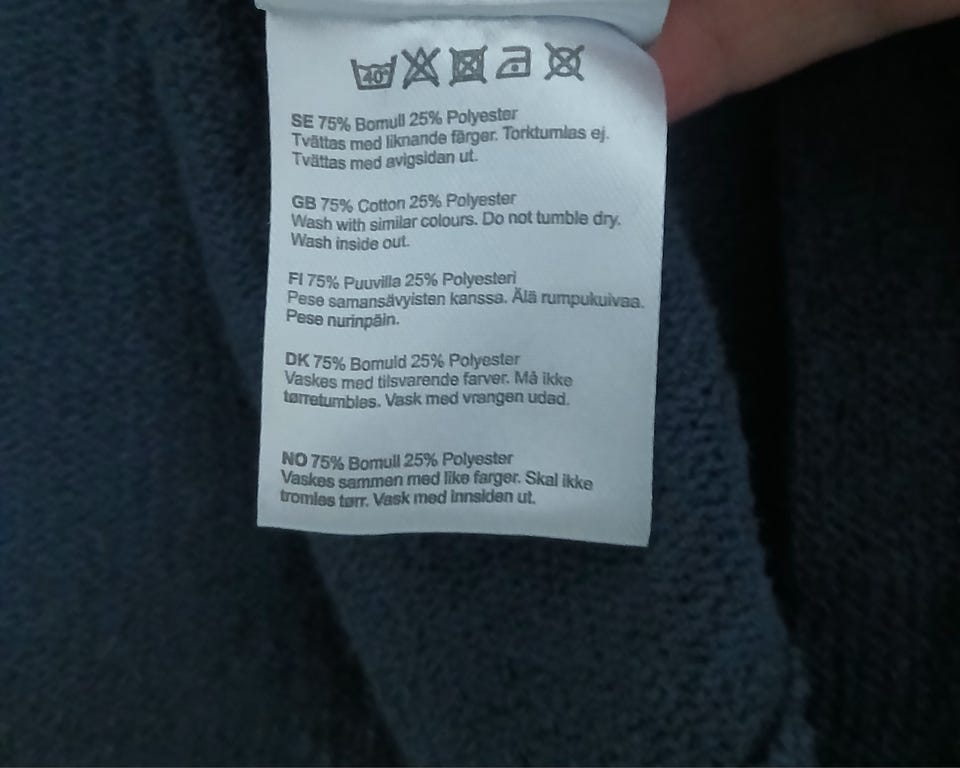 40°
SE 75% Bomull 25% Polyester
Tvättas med liknande färger. Torktumlas ej.
Tvättas med avigsidan ut.
GB 75% Cotton 25% Polyester
Wash with similar colours. Do not tumble dry.
Wash inside out.
FI 75% Puuvilla 25% Polyesteri
Pese samansävyisten kanssa. Älä rumpukuivaa.
Pese nurinpäin.
DK 75% Bomuld 25% Polyester
Vaskes med tilsvarende farver. Må ikke
tørretumbles. Vask med vrangen udad.
NO 75% Bomull 25% Polyester
Vaskes sammen med like farger. Skal ikke
tromles tørr. Vask med innsiden ut.